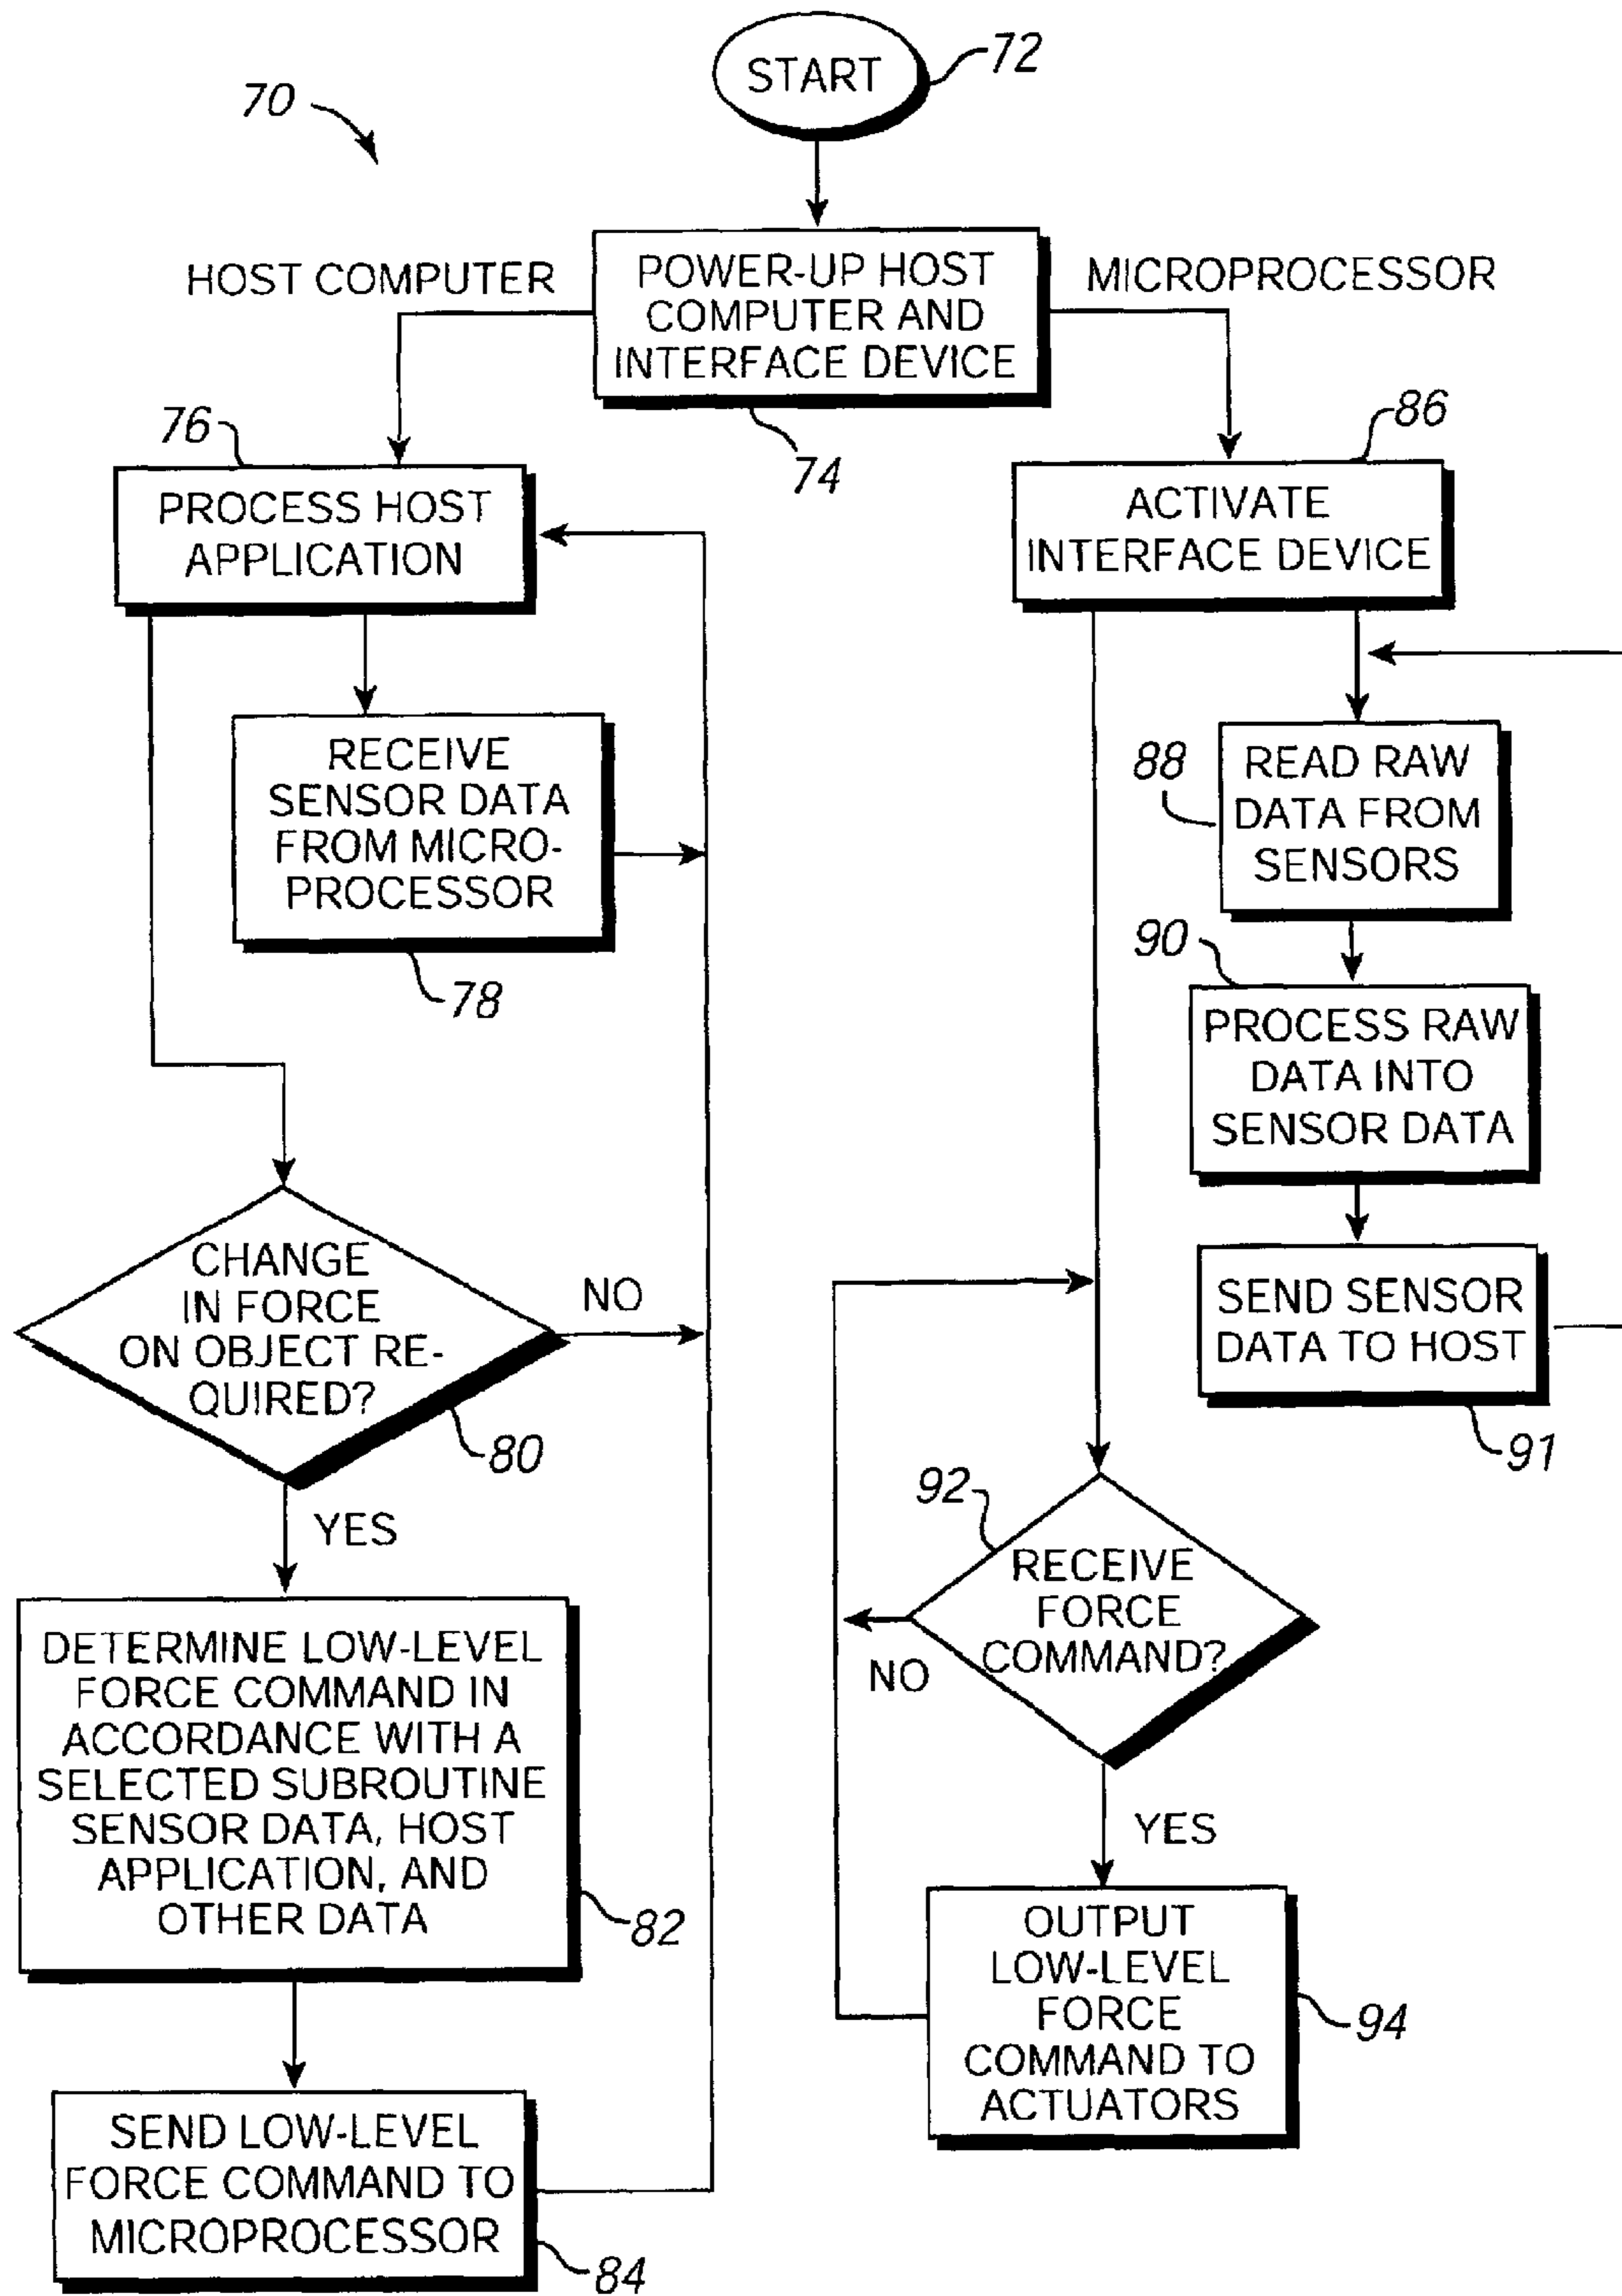 START
72
70
HOST COMPUTER
POWER-UP HOST
COMPUTER AND
INTERFACE DEVICE
MICROPROCESSOR
74
76
PROCESS HOST
APPLICATION
86
ACTIVATE
INTERFACE DEVICE
RECEIVE
SENSOR DATA
FROM MICRO-
PROCESSOR
78
88
READ RAW
DATA FROM
SENSORS
90
PROCESS RAW
DATA INTO
SENSOR DATA
SEND SENSOR
DATA TO HOST
91
CHANGE
IN FORCE
ON OBJECT RE-
QUIRED?
NO
80
YES
92
RECEIVE
FORCE
COMMAND?
NO
YES
DETERMINE LOW-LEVEL
FORCE COMMAND IN
ACCORDANCE WITH A
SELECTED SUBROUTINE
SENSOR DATA, HOST
APPLICATION, AND
OTHER DATA
82
OUTPUT
LOW-LEVEL
FORCE
COMMAND TO
ACTUATORS
94
SEND LOW-LEVEL
FORCE COMMAND TO
MICROPROCESSOR
84